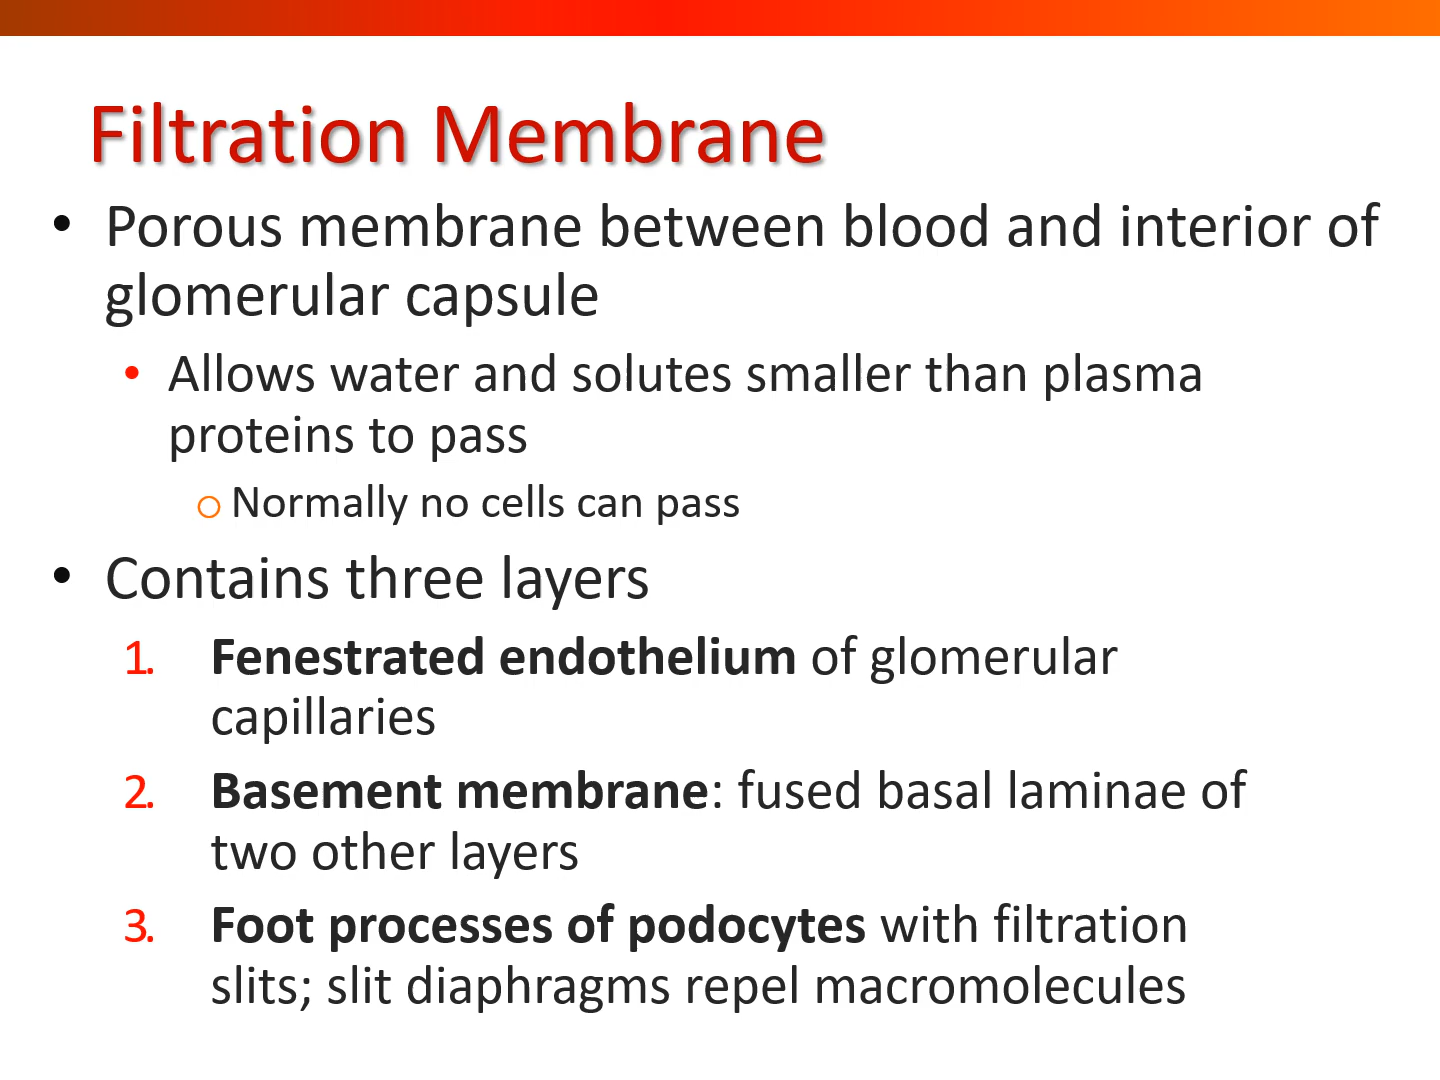 Filtration Membrane
• Porous membrane between blood and interior of
glomerular capsule
• Allows water and solutes smaller than plasma
proteins to pass
o Normally no cells can pass
• Contains three layers
1. Fenestrated endothelium of glomerular
capillaries
2. Basement membrane: fused basal laminae of
two other layers
3. Foot processes of podocytes with filtration
slits; slit diaphragms repel macromolecules